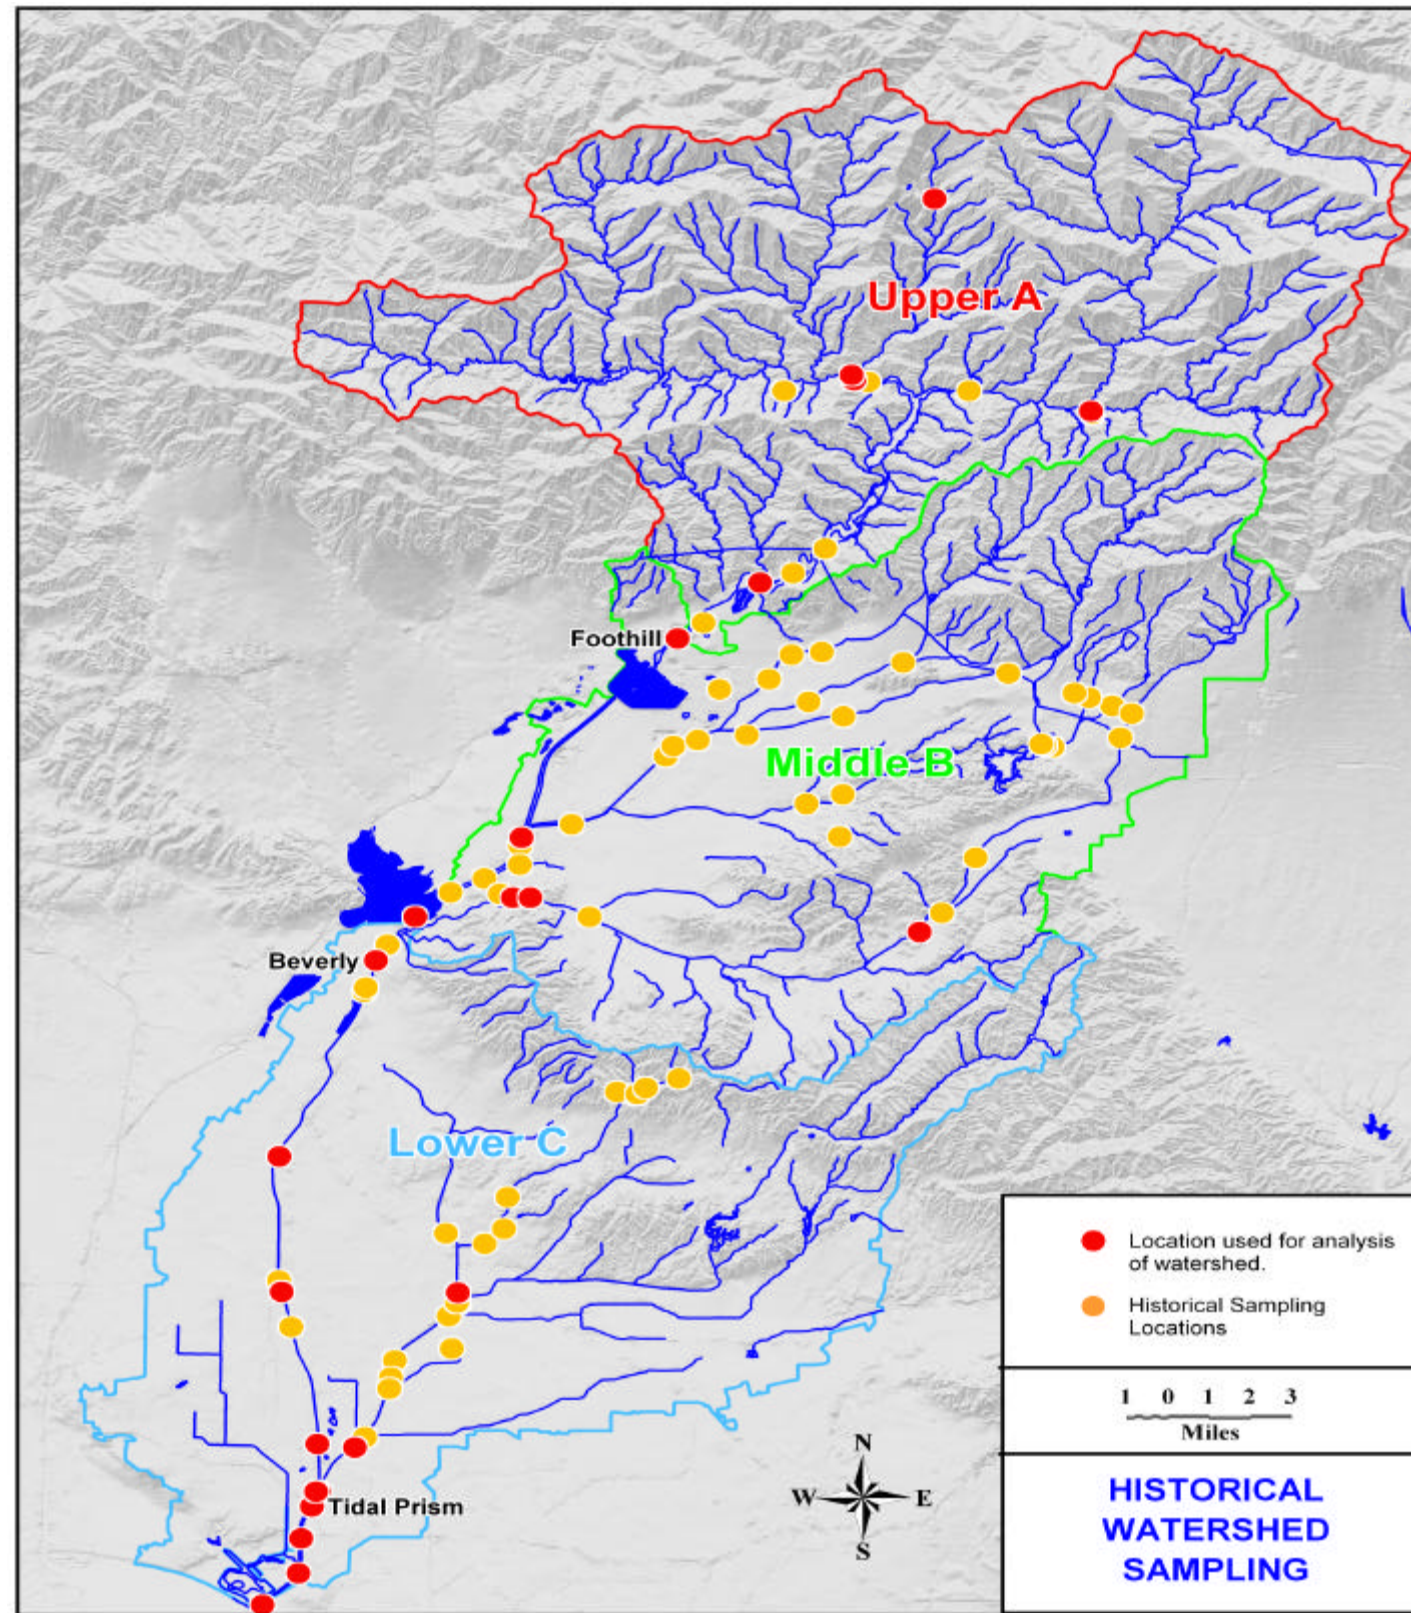 Upper A
Foothill
Middle B
Beverly
Lower C
Location used for analysis
of watershed.
Historical Sampling
Locations
1 0 1 2 3
Miles
N
W E
S
Tidal Prism
HISTORICAL
WATERSHED
SAMPLING